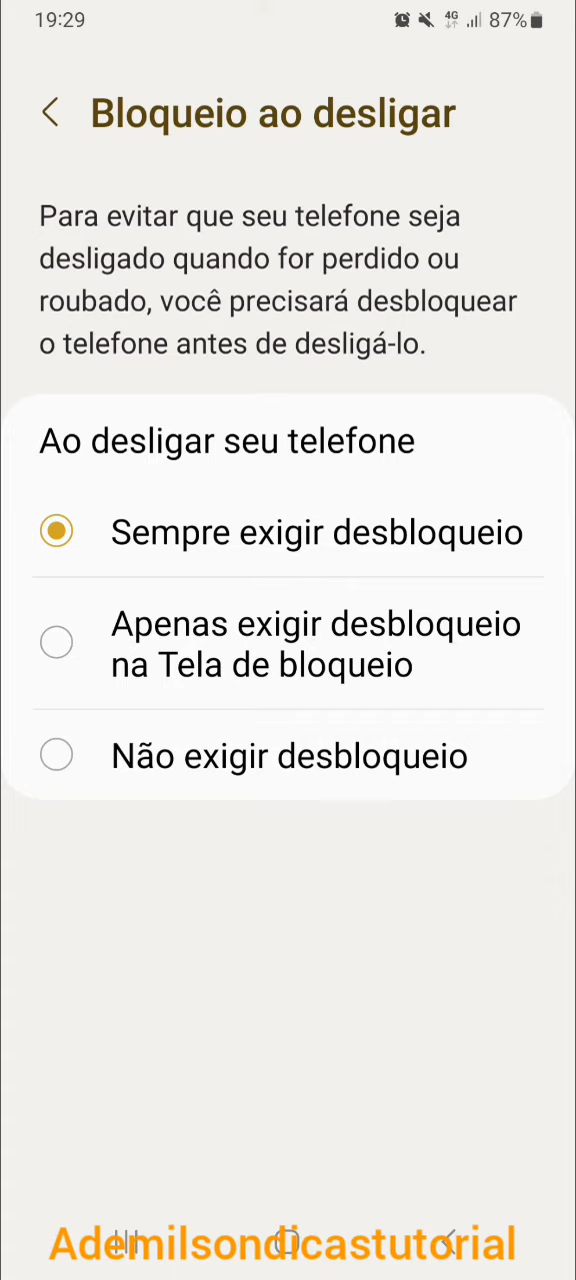 19:29 4G 87%
Bloqueio ao desligar
Para evitar que seu telefone seja
desligado quando for perdido ou
roubado, você precisará desbloquear
o telefone antes de desligá-lo.
Ao desligar seu telefone
Sempre exigir desbloqueio
Apenas exigir desbloqueio
na Tela de bloqueio
Não exigir desbloqueio
Ademilsondicastutorial